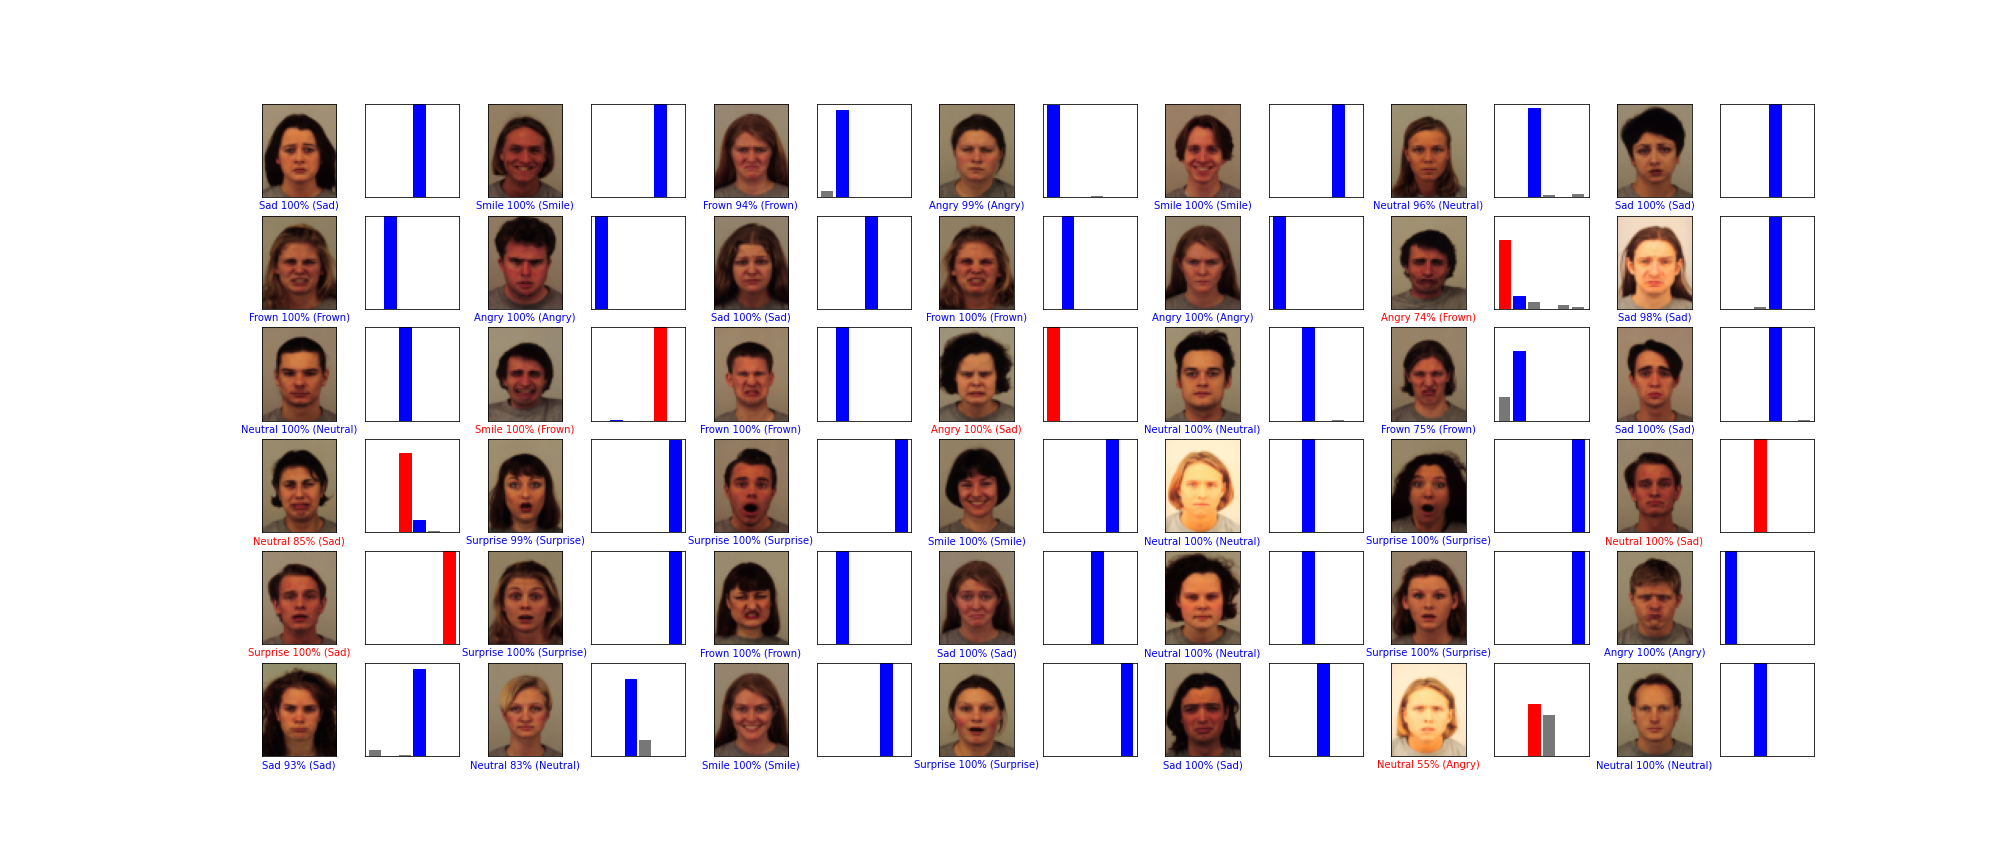 Sad 100% (Sad)
Smile 100% (Smile)
Frown 94% (Frown)
Angry 99% (Angry)
Smile 100% (Smile)
Neutral 96% (Neutral)
Sad 100% (Sad)
Frown 100% (Frown)
Angry 100% (Angry)
Sad 100% (Sad)
Frown 100% (Frown)
Angry 100% (Angry)
Angry 74% (Frown)
Sad 98% (Sad)
Neutral 100% (Neutral)
Smile 100% (Frown)
Frown 100% (Frown)
Angry 100% (Sad)
Neutral 100% (Neutral)
Frown 75% (Frown)
Sad 100% (Sad)
Neutral 85% (Sad)
Surprise 99% (Surprise)
Surprise 100% (Surprise)
Smile 100% (Smile)
Neutral 100% (Neutral)
Surprise 100% (Surprise)
Neutral 100% (Sad)
Surprise 100% (Sad)
Surprise 100% (Surprise)
Frown 100% (Frown)
Sad 100% (Sad)
Neutral 100% (Neutral)
Surprise 100% (Surprise)
Angry 100% (Angry)
Sad 93% (Sad)
Neutral 83% (Neutral)
Smile 100% (Smile)
Surprise 100% (Surprise)
Sad 100% (Sad)
Neutral 55% (Angry)
Neutral 100% (Neutral)